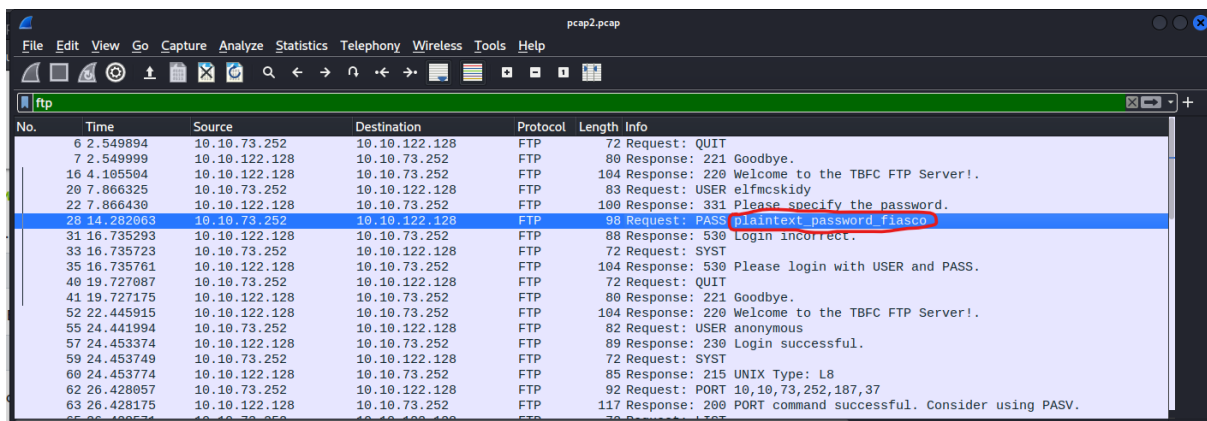 pcap2.pcap
File Edit View Go Capture Analyze Statistics Telephony Wireless Tools Help
ftp
No. Time Source Destination Protocol Length Info
6 2.549894 10.10.73.252 10.10.122.128 FTP 72 Request: QUIT
7 2.549999 10.10.122.128 10.10.73.252 FTP 80 Response: 221 Goodbye.
16 4.105504 10.10.122.128 10.10.73.252 FTP 104 Response: 220 Welcome to the TBFC FTP Server!.
20 7.866325 10.10.73.252 10.10.122.128 FTP 83 Request: USER elfmcskidy
22 7.866430 10.10.122.128 10.10.73.252 FTP 100 Response: 331 Please specify the password.
28 14.282063 10.10.73.252 10.10.122.128 FTP 98 Request: PASS plaintext_password_fiasco
31 16.735293 10.10.122.128 10.10.73.252 FTP 88 Response: 530 Login incorrect.
33 16.735723 10.10.73.252 10.10.122.128 FTP 72 Request: SYST
35 16.735761 10.10.122.128 10.10.73.252 FTP 104 Response: 530 Please login with USER and PASS.
40 19.727087 10.10.73.252 10.10.122.128 FTP 72 Request: QUIT
41 19.727175 10.10.122.128 10.10.73.252 FTP 80 Response: 221 Goodbye.
52 22.445915 10.10.122.128 10.10.73.252 FTP 104 Response: 220 Welcome to the TBFC FTP Server!.
55 24.441994 10.10.73.252 10.10.122.128 FTP 82 Request: USER anonymous
57 24.453374 10.10.122.128 10.10.73.252 FTP 89 Response: 230 Login successful.
59 24.453749 10.10.73.252 10.10.122.128 FTP 72 Request: SYST
60 24.453774 10.10.122.128 10.10.73.252 FTP 85 Response: 215 UNIX Type: L8
62 26.428057 10.10.73.252 10.10.122.128 FTP 92 Request: PORT 10,10,73,252,187,37
63 26.428175 10.10.122.128 10.10.73.252 FTP 117 Response: 200 PORT command successful. Consider using PASV.